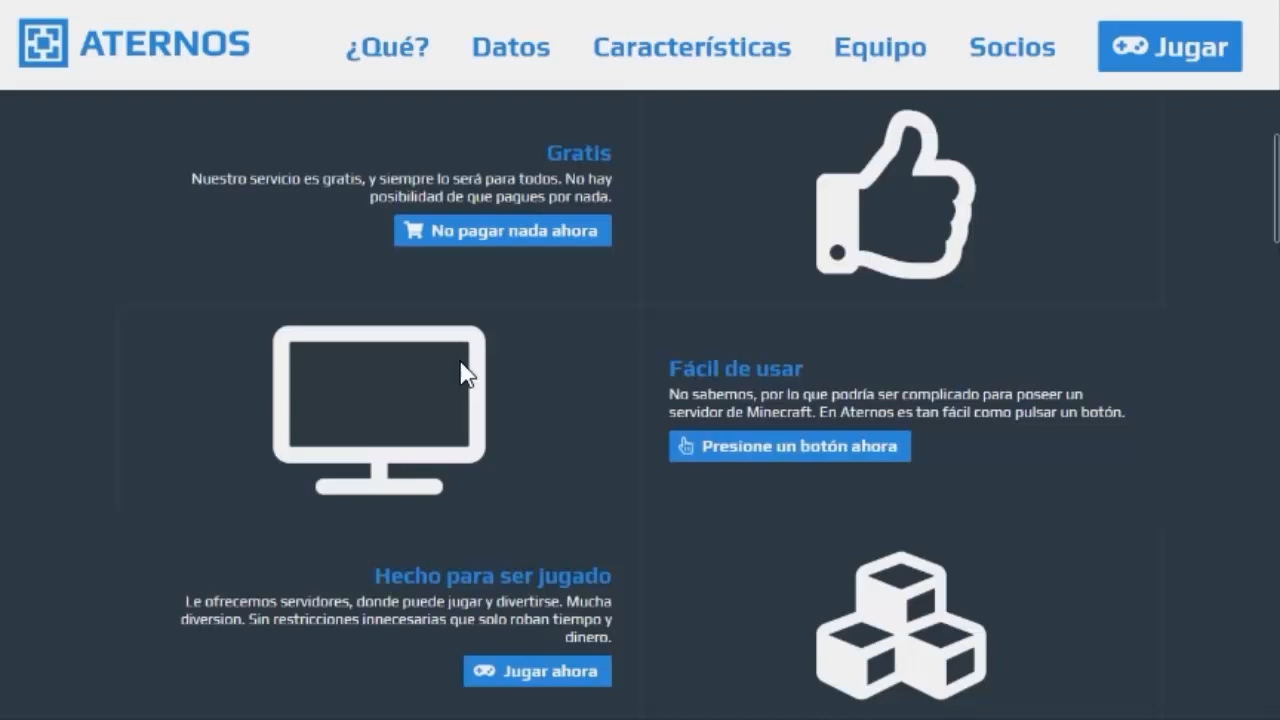 ATERNOS
¿Qué?
Datos
Características
Equipo
Socios
Jugar
Gratis
Nuestro servicio es gratis, y siempre lo será para todos. No hay
posibilidad de que pagues por nada.
No pagar nada ahora
Fácil de usar
No sabemos, por lo que podría ser complicado para poseer un
servidor de Minecraft. En Aternos es tan fácil como pulsar un botón.
Presione un botón ahora
Hecho para ser jugado
Le ofrecemos servidores, donde puede jugar y divertirse. Mucha
diversion. Sin restricciones innecesarias que solo roban tiempo y
dinero.
Jugar ahora